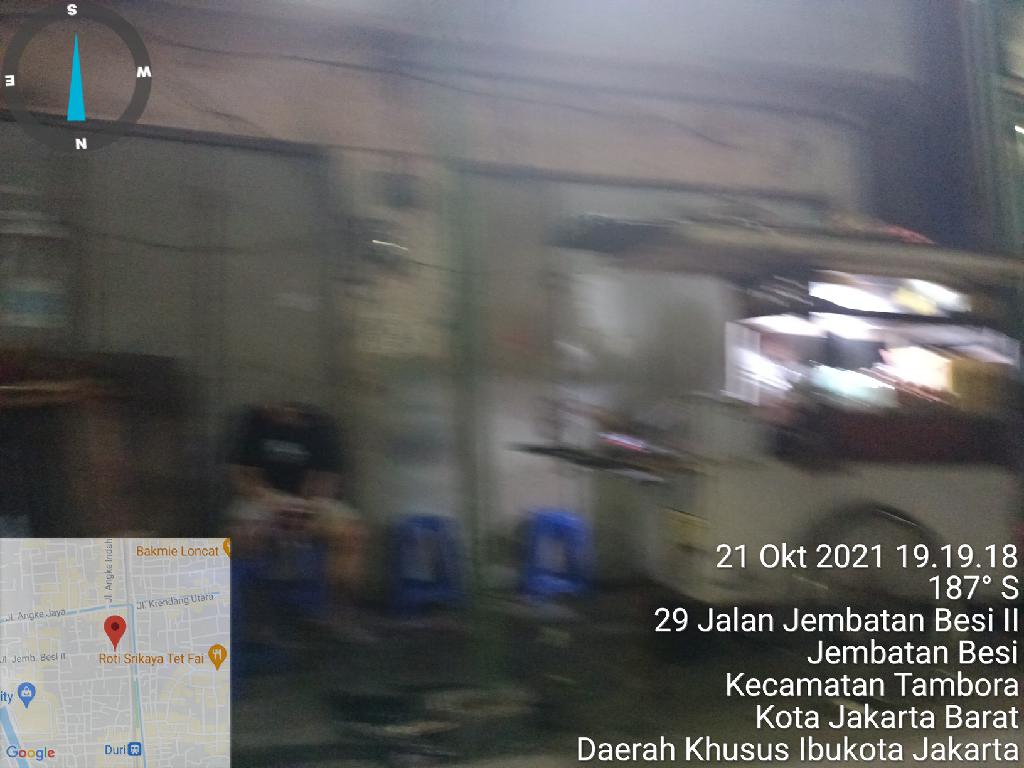 S
E
W
N
Bakmie Loncat
Jl. Angke Indah
Jl. Krendang Utara
Jl. Angke Jaya
Jl. Jemb. Besi II
Roti Srikaya Tet Fai
ity
Duri
Google
21 Okt 2021 19.19.18
187° S
29 Jalan Jembatan Besi II
Jembatan Besi
Kecamatan Tambora
Kota Jakarta Barat
Daerah Khusus Ibukota Jakarta